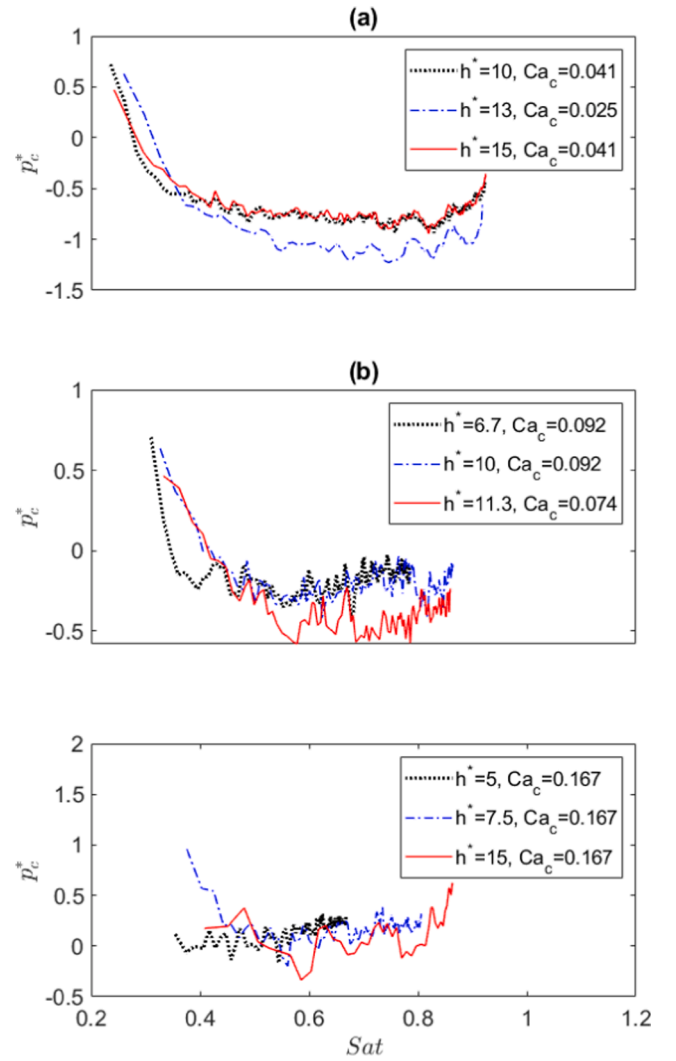 (a)
1
0.5
0
-0.5
-1
-1.5
p*c
h*=10, Cac=0.041
h*=13, Cac=0.025
h*=15, Cac=0.041
(b)
1
0.5
0
-0.5
p*c
h*=6.7, Cac=0.092
h*=10, Cac=0.092
h*=11.3, Cac=0.074
2
1.5
1
0.5
0
-0.5
p*c
h*=5, Cac=0.167
h*=7.5, Cac=0.167
h*=15, Cac=0.167
0.2 0.4 0.6 0.8 1 1.2
Sat